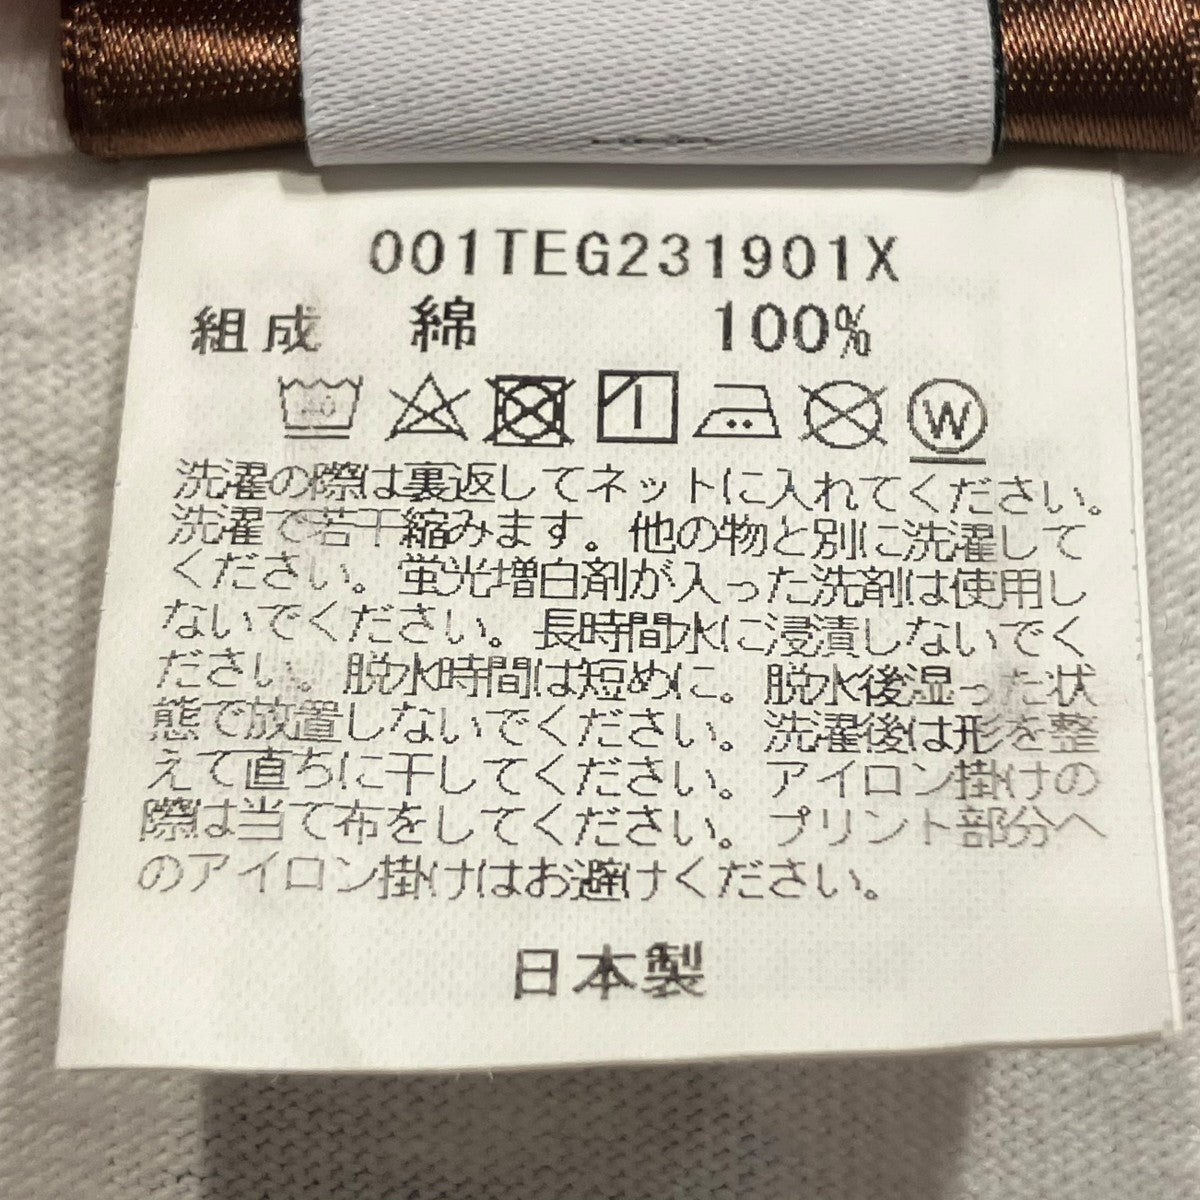 001TEG231901X
組成 綿 100%
40
W
洗濯の際は裏返してネットに入れてください。
洗濯で若干縮みます。他の物と別に洗濯して
ください。蛍光増白剤が入った洗剤は使用し
ないでください。長時間水に浸漬しないでく
ださい。脱水時間は短めに。脱水後湿った状
態で放置しないでください。洗濯後は形を整
えて直ちに干してください。アイロン掛けの
際は当て布をしてください。プリント部分へ
のアイロン掛けはお避けください。
日本製